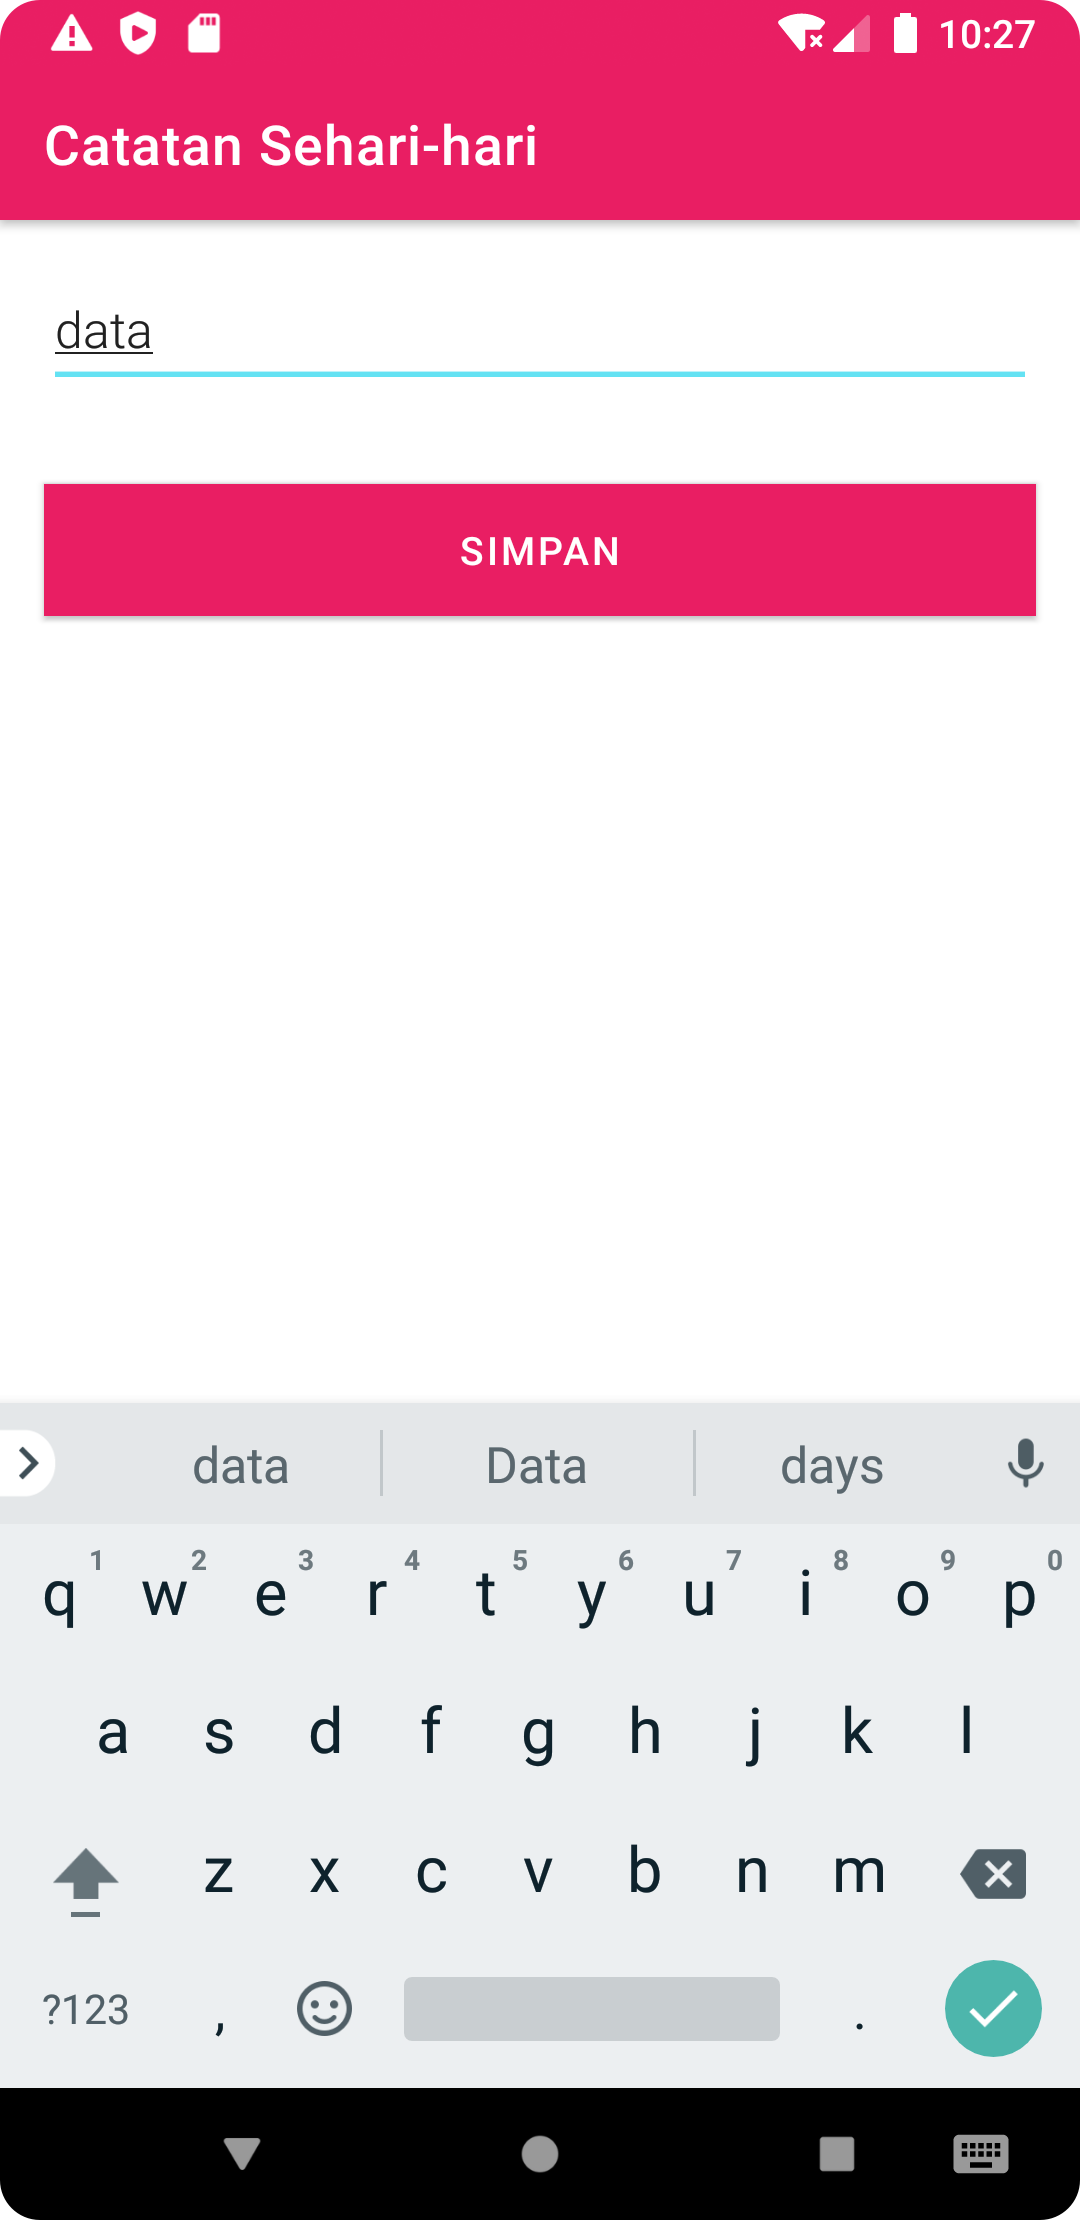 10:27
Catatan Sehari-hari
data
SIMPAN
data Data days
1 2 3 4 5 6 7 8 9 0
q w e r t y u i o p
a s d f g h j k l
z x c v b n m
?123 , .